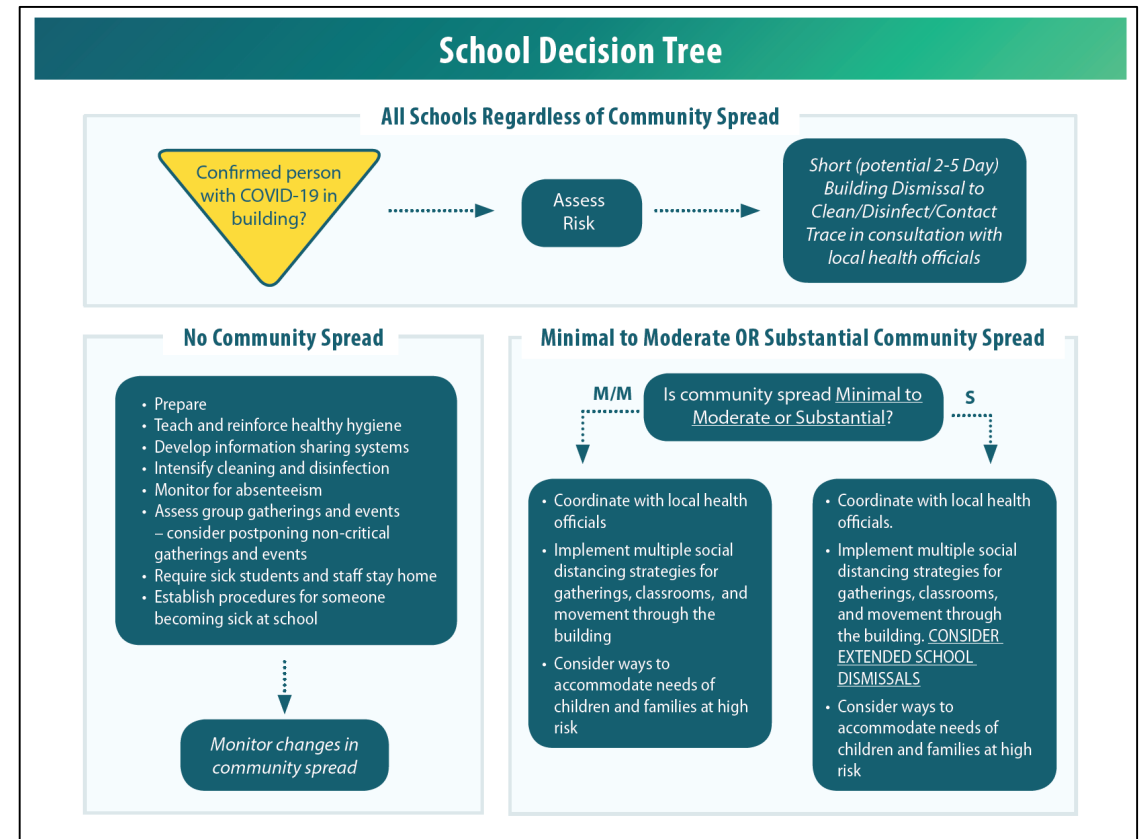 School Decision Tree
All Schools Regardless of Community Spread
Confirmed person
with COVID-19 in
building?
Assess
Risk
Short (potential 2-5 Day)
Building Dismissal to
Clean/Disinfect/Contact
Trace in consultation with
local health officials
No Community Spread
• Prepare
• Teach and reinforce healthy hygiene
• Develop information sharing systems
• Intensify cleaning and disinfection
• Monitor for absenteeism
• Assess group gatherings and events
– consider postponing non-critical
gatherings and events
• Require sick students and staff stay home
• Establish procedures for someone
becoming sick at school
Monitor changes in
community spread
Minimal to Moderate OR Substantial Community Spread
M/M
Is community spread Minimal to
Moderate or Substantial?
S
• Coordinate with local health
officials
• Implement multiple social
distancing strategies for
gatherings, classrooms, and
movement through the
building
• Consider ways to
accommodate needs of
children and families at high
risk
• Coordinate with local health
officials.
• Implement multiple social
distancing strategies for
gatherings, classrooms,
and movement through
the building. CONSIDER
EXTENDED SCHOOL
DISMISSALS
• Consider ways to
accommodate needs of
children and families at high
risk